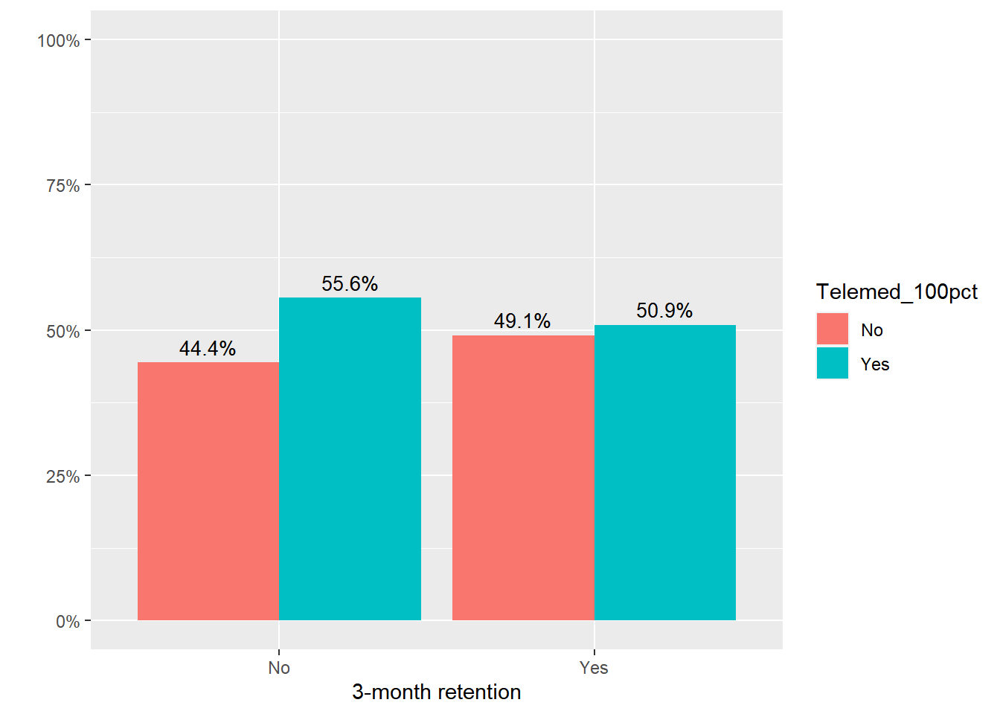 100%
75%
50%
25%
0%
44.4%
55.6%
49.1%
50.9%
No
Yes
3-month retention
Telemed_100pct
No
Yes